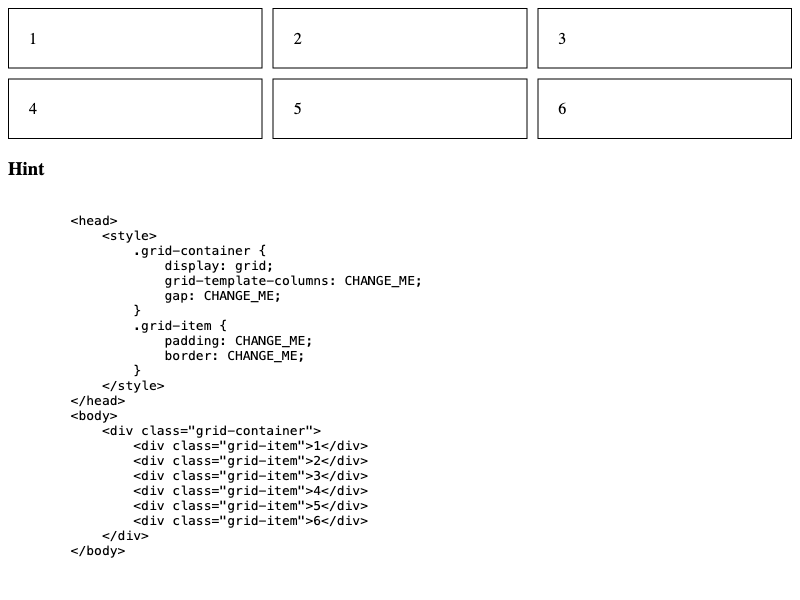 1 2 3
4 5 6
Hint
<head>
<style>
.grid-container {
display: grid;
grid-template-columns: CHANGE_ME;
gap: CHANGE_ME;
}
.grid-item {
padding: CHANGE_ME;
border: CHANGE_ME;
}
</style>
</head>
<body>
<div class="grid-container">
<div class="grid-item">1</div>
<div class="grid-item">2</div>
<div class="grid-item">3</div>
<div class="grid-item">4</div>
<div class="grid-item">5</div>
<div class="grid-item">6</div>
</div>
</body>